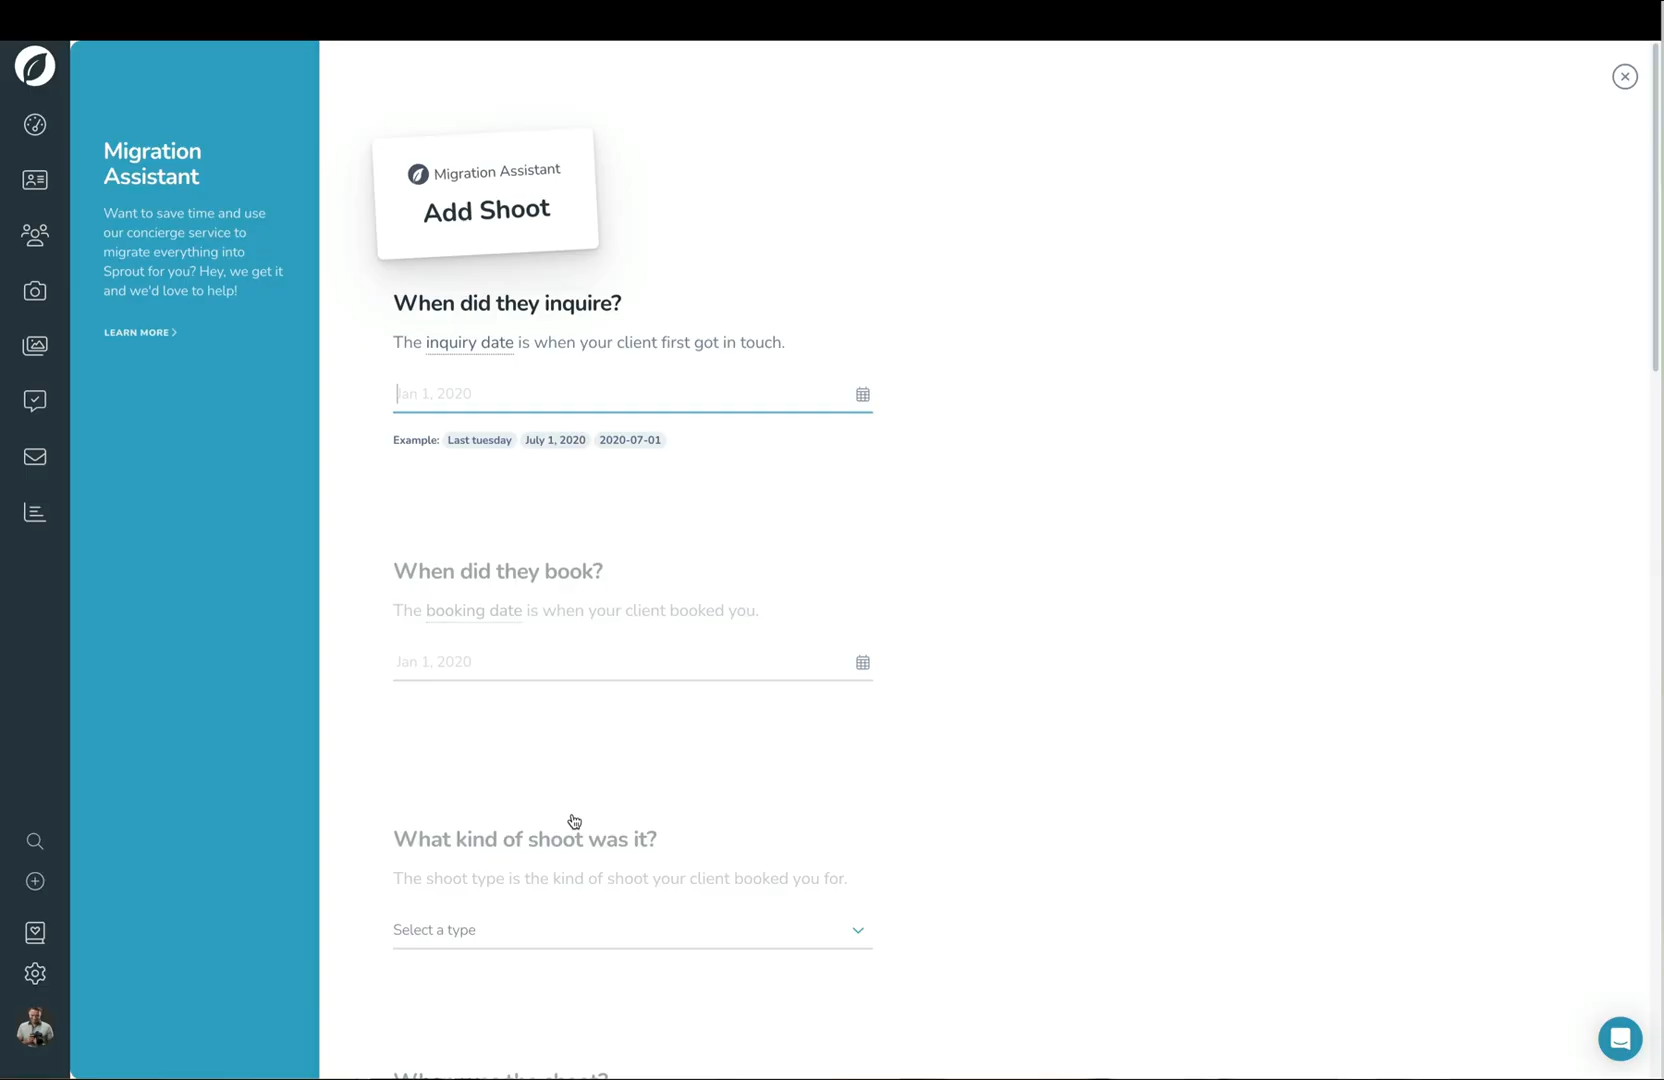 Migration
Assistant
Want to save time and use
our concierge service to
migrate everything into
Sprout for you? Hey, we get it
and we'd love to help!
LEARN MORE
Migration Assistant
Add Shoot
When did they inquire?
The inquiry date is when your client first got in touch.
Jan 1, 2020
Example: Last tuesday July 1, 2020 2020-07-01
When did they book?
The booking date is when your client booked you.
Jan 1, 2020
What kind of shoot was it?
The shoot type is the kind of shoot your client booked you for.
Select a type